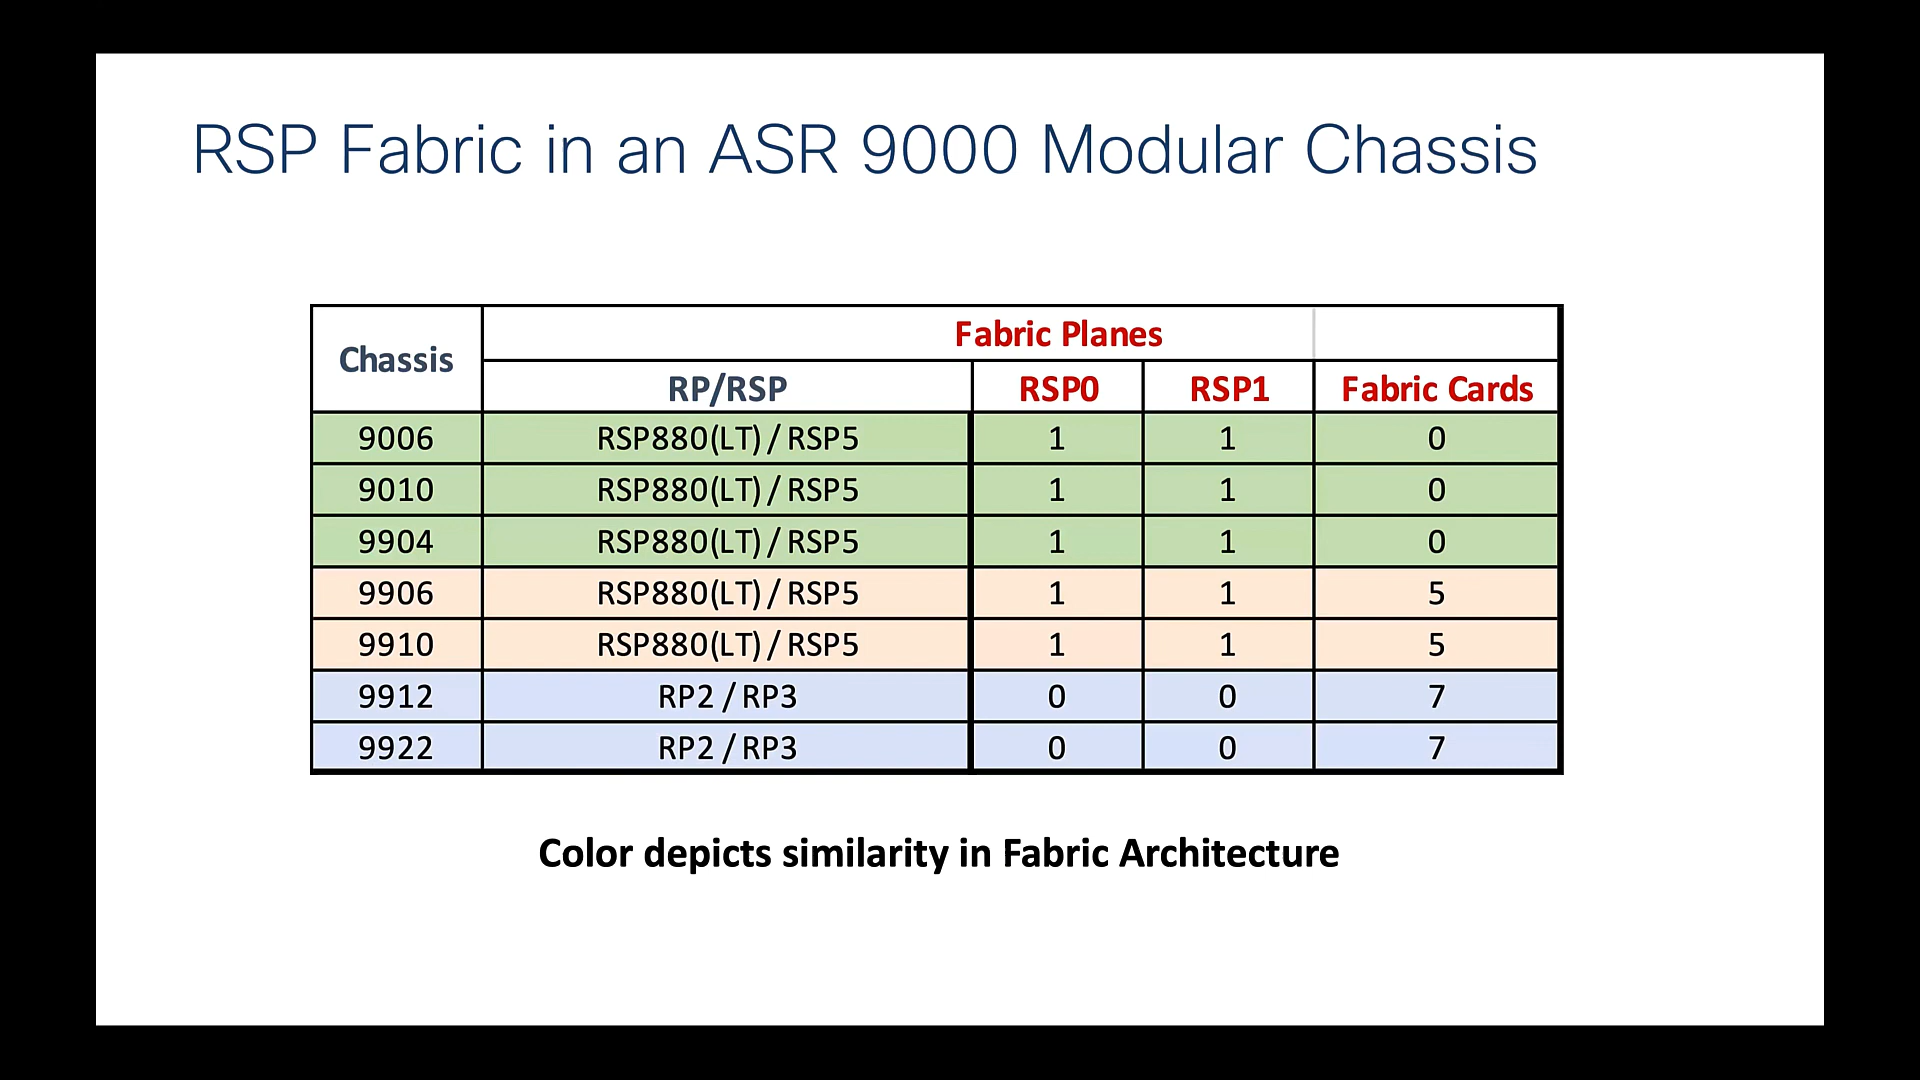 RSP Fabric in an ASR 9000 Modular Chassis
Chassis Fabric Planes
RP/RSP RSP0 RSP1 Fabric Cards
9006 RSP880(LT) / RSP5 1 1 0
9010 RSP880(LT) / RSP5 1 1 0
9904 RSP880(LT) / RSP5 1 1 0
9906 RSP880(LT) / RSP5 1 1 5
9910 RSP880(LT) / RSP5 1 1 5
9912 RP2 / RP3 0 0 7
9922 RP2 / RP3 0 0 7
Color depicts similarity in Fabric Architecture